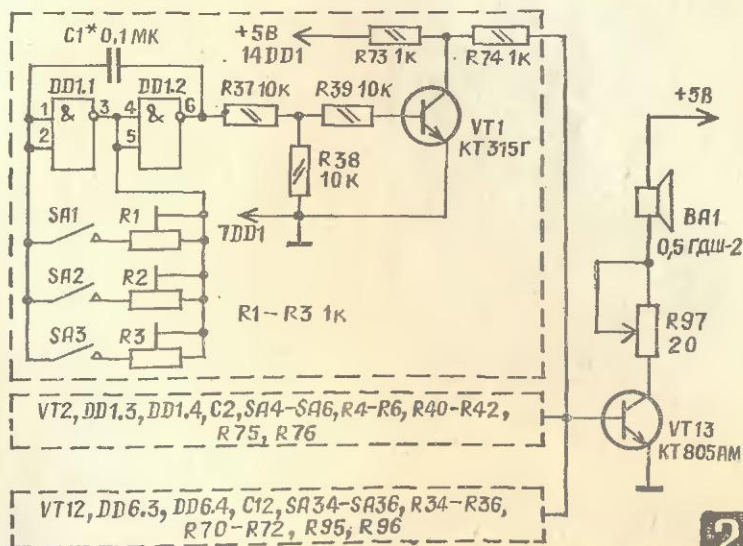 C1* 0,1 МК
+5В
14DD1
R73 1к
R74 1к
DD1.1
DD1.2
1
2
&
3
4
5
&
6
R37 10к
R39 10к
VT1
КТ315Г
R38
10к
7DD1
+5В
BA1
0,5 ГДШ-2
R97
20
SA1
R1
SA2
R2
SA3
R3
R1-R3 1к
VT13
КТ805АМ
VT2, DD1.3, DD1.4, C2, SA4-SA6, R4-R6, R40-R42,
R75, R76
VT12, DD6.3, DD6.4, C12, SA34-SA36, R34-R36,
R70-R72, R95, R96
2